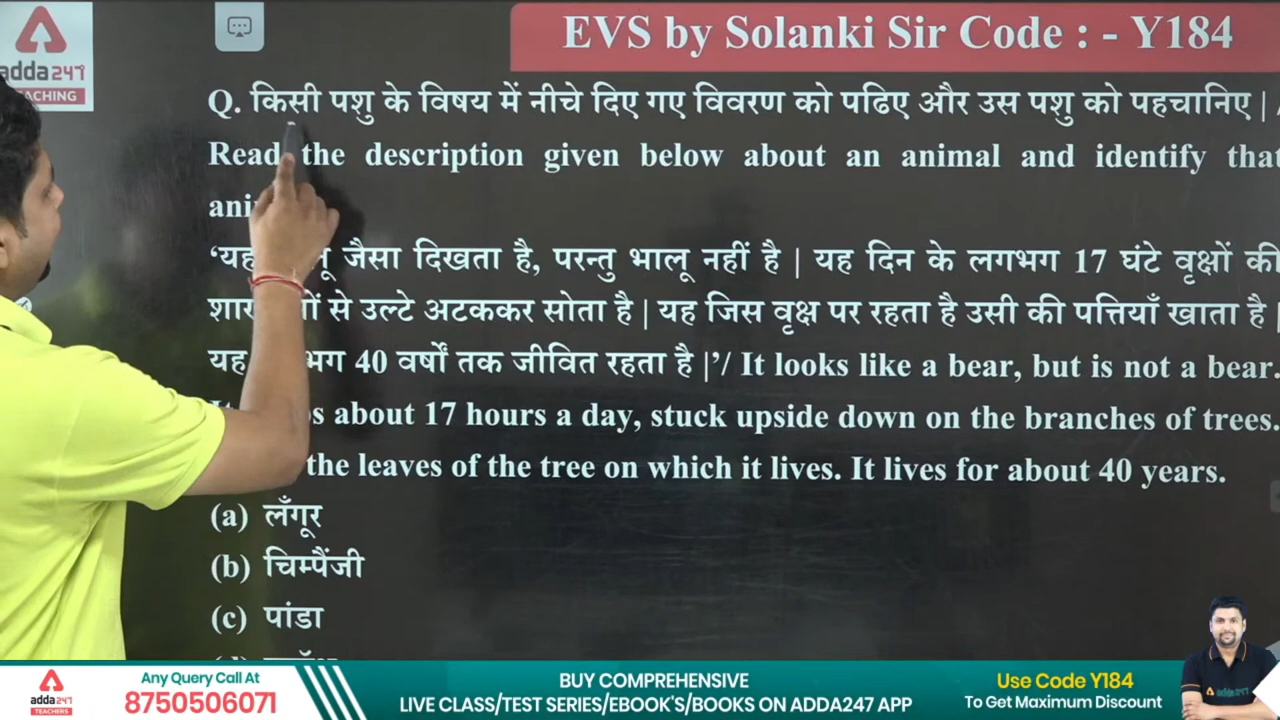 adda247
TEACHING
EVS by Solanki Sir Code : - Y184
Q. किसी पशु के विषय में नीचे दिए गए विवरण को पढिए और उस पशु को पहचानिए |
Read the description given below about an animal and identify that
‘यह जैसा दिखता है, परन्तु भालू नहीं है | यह दिन के लगभग 17 घंटे वृक्षों की
से उल्टे अटककर सोता है | यह जिस वृक्ष पर रहता है उसी की पत्तियाँ खाता है |
यह 40 वर्षों तक जीवित रहता है |’/ It looks like a bear, but is not a bear.
about 17 hours a day, stuck upside down on the branches of trees.
the leaves of the tree on which it lives. It lives for about 40 years.
(a) लँगूर
(b) चिम्पैंजी
(c) पांडा
adda247
TEACHERS
Any Query Call At
8750506071
BUY COMPREHENSIVE
LIVE CLASS/TEST SERIES/EBOOK'S/BOOKS ON ADDA247 APP
Use Code Y184
To Get Maximum Discount